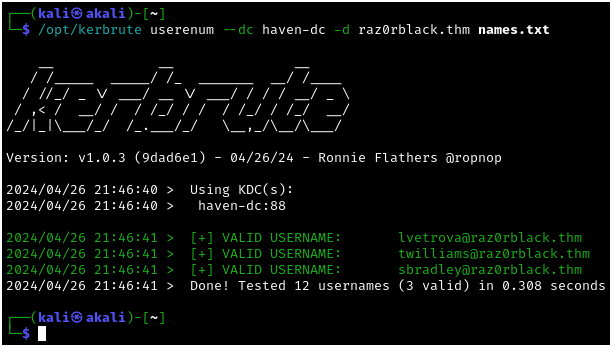 ┌──(kali㉿akali)-[~]
└─$ /opt/kerbrute userenum --dc haven-dc -d raz0rblack.thm names.txt
    __             __               __
   / /_____  _____/ /_  _______  __/ /____
  / //_/ _ \/ ___/ __ \/ ___/ / / / __/ _ \
 / ,< /  __/ /  / /_/ / /  / /_/ / /_/  __/
/_/|_|\___/_/  /_.___/_/   \__,_/\__/\___/
Version: v1.0.3 (9dad6e1) - 04/26/24 - Ronnie Flathers @ropnop
2024/04/26 21:46:40 >  Using KDC(s):
2024/04/26 21:46:40 >   haven-dc:88
2024/04/26 21:46:41 >  [+] VALID USERNAME:       lvetrova@raz0rblack.thm
2024/04/26 21:46:41 >  [+] VALID USERNAME:       twilliams@raz0rblack.thm
2024/04/26 21:46:41 >  [+] VALID USERNAME:       sbradley@raz0rblack.thm
2024/04/26 21:46:41 >  Done! Tested 12 usernames (3 valid) in 0.308 seconds
┌──(kali㉿akali)-[~]
└─$